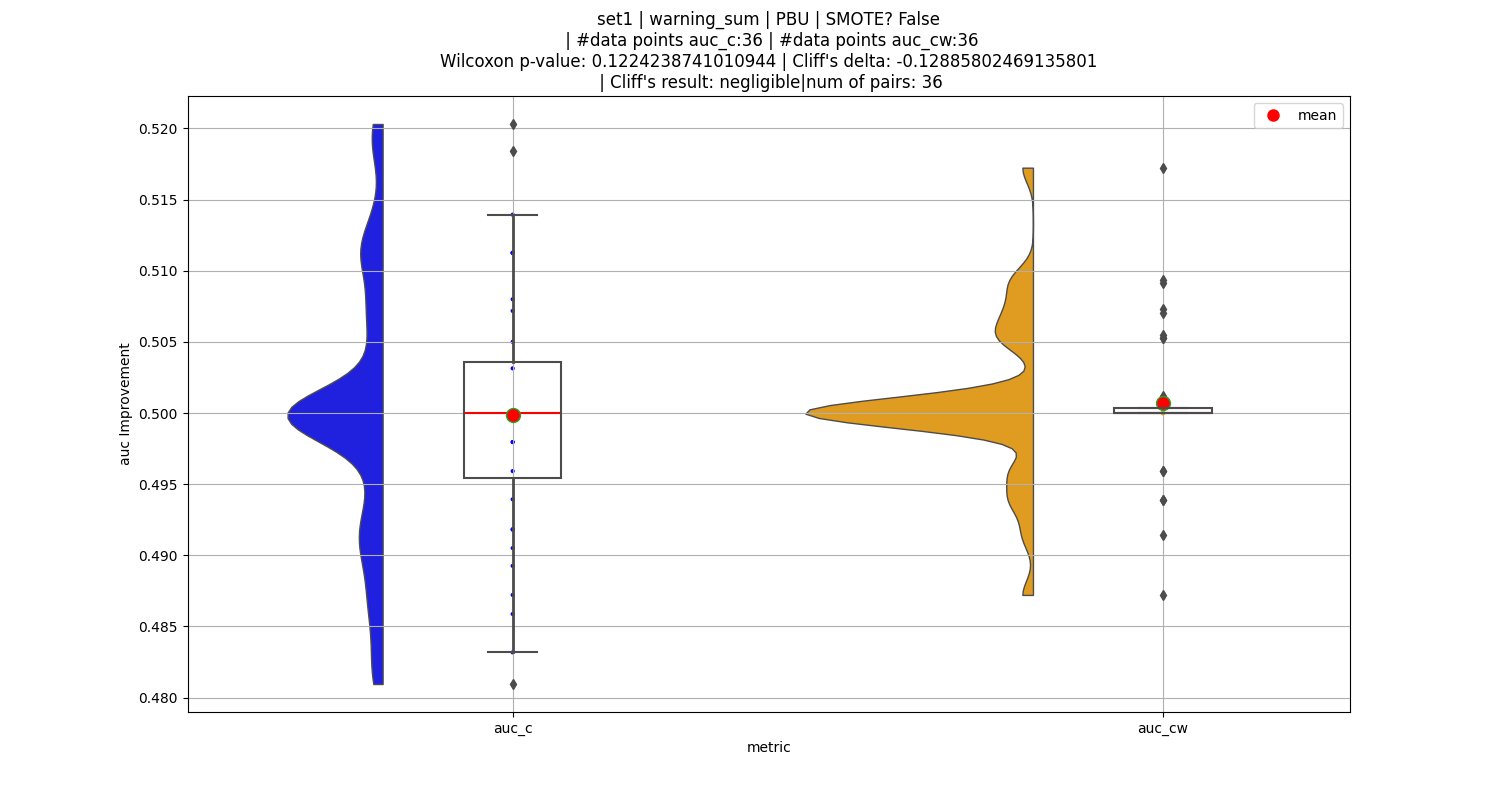 set1 | warning_sum | PBU | SMOTE? False
| #data points auc_c:36 | #data points auc_cw:36
Wilcoxon p-value: 0.1224238741010944 | Cliff's delta: -0.12885802469135801
| Cliff's result: negligible|num of pairs: 36
mean
0.520
0.515
0.510
0.505
0.500
0.495
0.490
0.485
0.480
auc Improvement
auc_c
auc_cw
metric